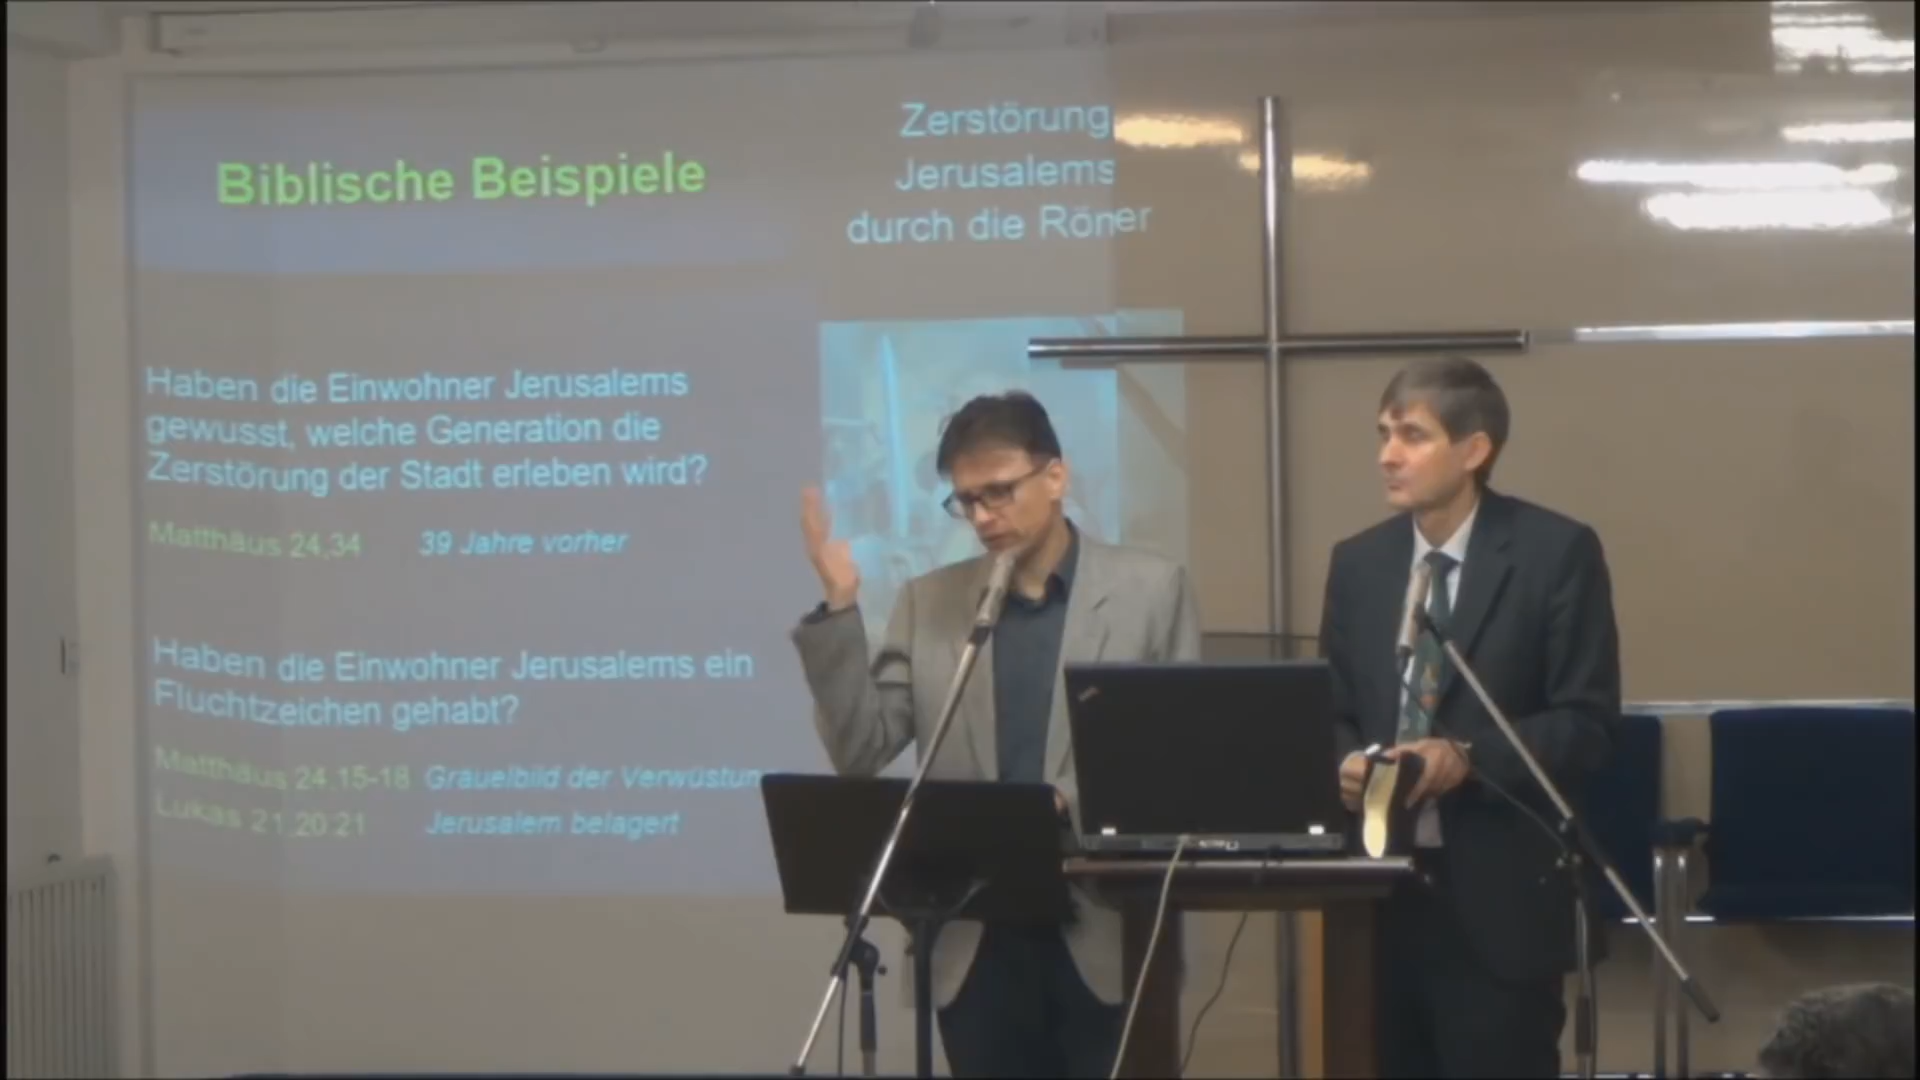 Biblische Beispiele
Zerstörung
Jerusalems
durch die Römer
Haben die Einwohner Jerusalems
gewusst, welche Generation die
Zerstörung der Stadt erleben wird?
Matthäus 24,34 39 Jahre vorher
Haben die Einwohner Jerusalems ein
Fluchtzeichen gehabt?
Matthäus 24,15-18 Gräuelbild der Verwüstun
Lukas 21,20.21 Jerusalem belagert